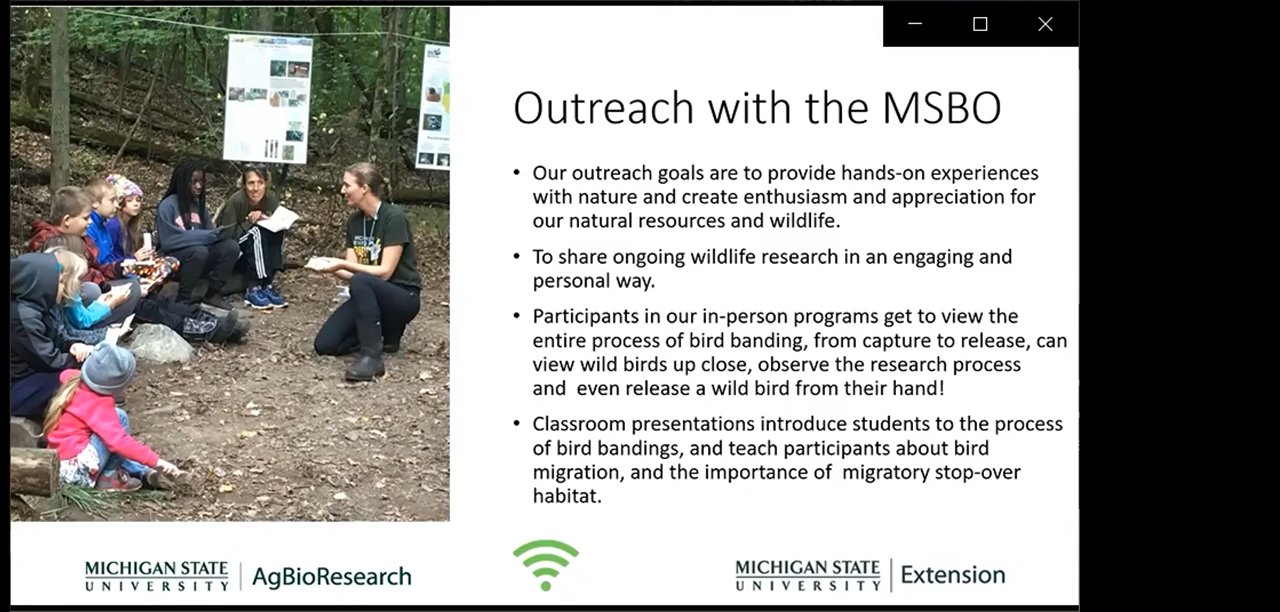 Outreach with the MSBO
• Our outreach goals are to provide hands-on experiences
with nature and create enthusiasm and appreciation for
our natural resources and wildlife.
• To share ongoing wildlife research in an engaging and
personal way.
• Participants in our in-person programs get to view the
entire process of bird banding, from capture to release, can
view wild birds up close, observe the research process
and  even release a wild bird from their hand!
• Classroom presentations introduce students to the process
of bird bandings, and teach participants about bird
migration, and the importance of  migratory stop-over
habitat.
MICHIGAN STATE
UNIVERSITY
AgBioResearch
MICHIGAN STATE
UNIVERSITY
Extension